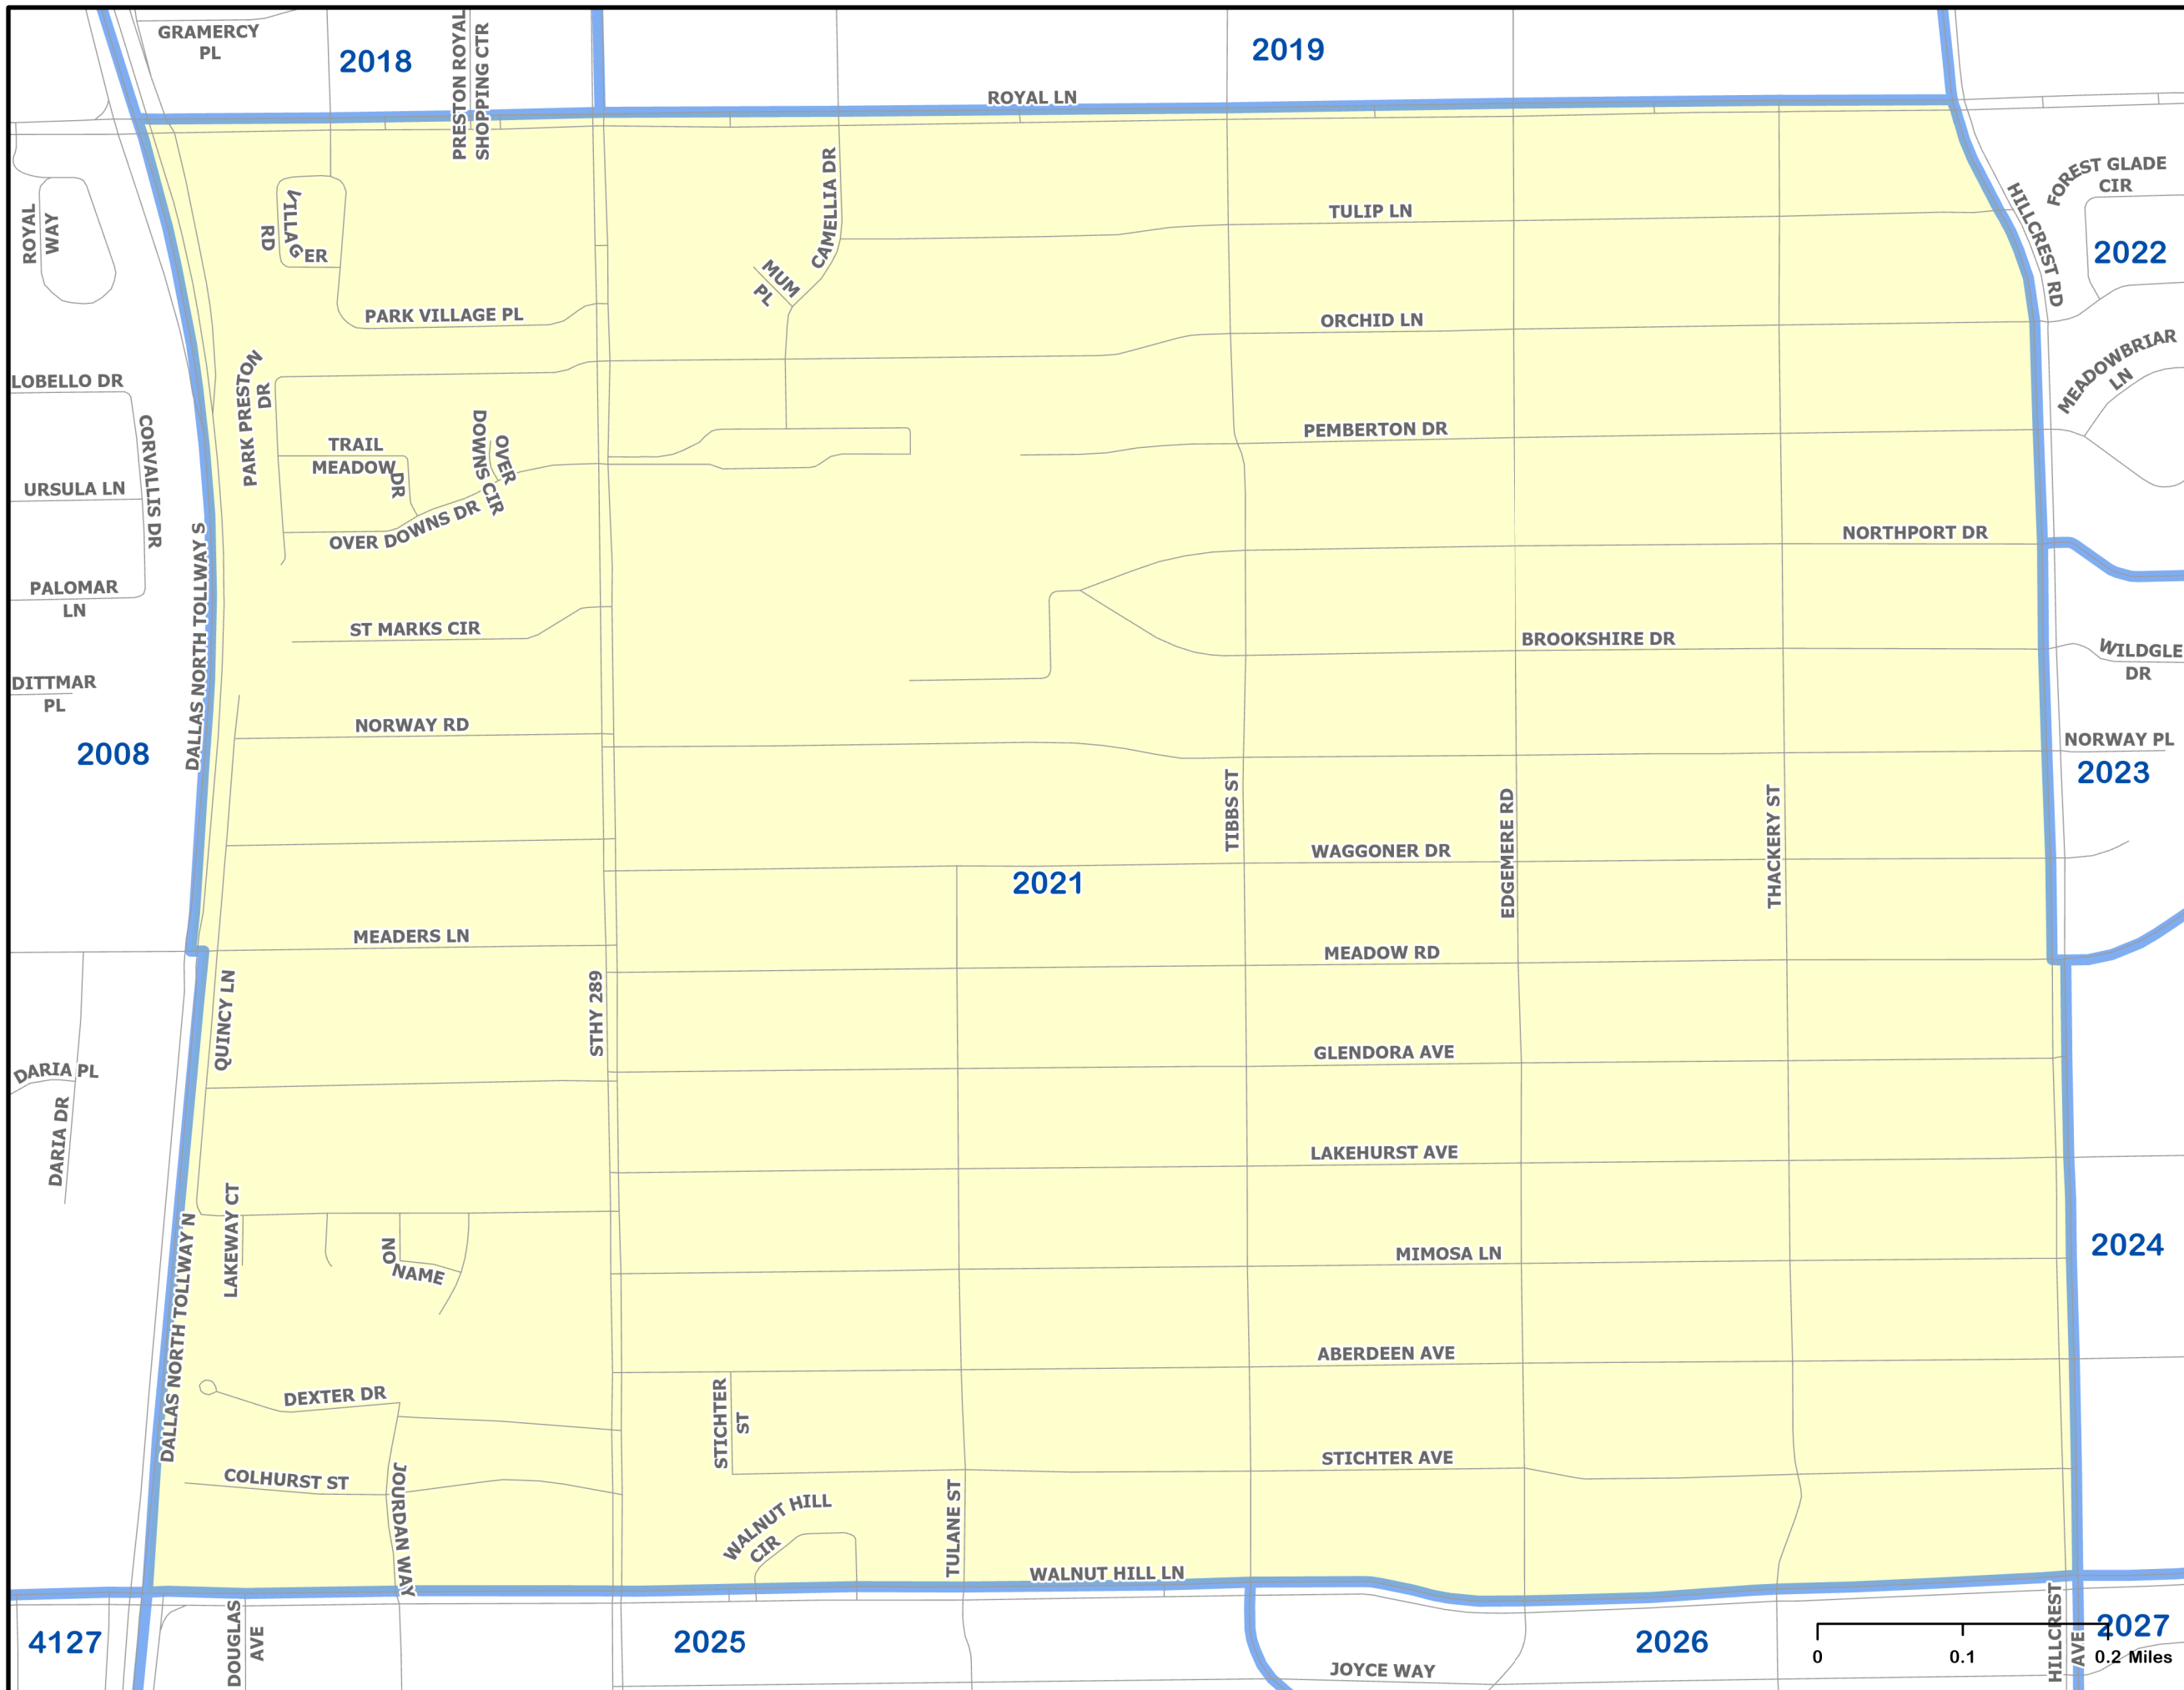 GRAMERCY
PL
2018
PRESTON ROYAL
SHOPPING CTR
2019
ROYAL LN
FOREST GLADE
CIR
HILLCREST RD
2022
ROYAL
WAY
VILLAGER
RD
CAMELLIA DR
TULIP LN
MUM
PL
PARK VILLAGE PL
ORCHID LN
MEADOWBRIAR
LN
LOBELLO DR
CORVALLIS DR
PARK PRESTON
DR
TRAIL
MEADOW
DR
OVER
DOWNS CIR
OVER DOWNS DR
PEMBERTON DR
URSULA LN
NORTHPORT DR
DALLAS NORTH TOLLWAY S
PALOMAR
LN
ST MARKS CIR
BROOKSHIRE DR
WILDGLE
DR
DITTMAR
PL
2008
NORWAY RD
NORWAY PL
2023
TIBBS ST
EDGEMERE RD
THACKERY ST
WAGGONER DR
2021
MEADERS LN
MEADOW RD
QUINCY LN
STHY 289
DARIA PL
DARIA DR
GLENDORA AVE
LAKEHURST AVE
LAKEWAY CT
DALLAS NORTH TOLLWAY N
NO
NAME
MIMOSA LN
2024
ABERDEEN AVE
DEXTER DR
STICHTER
ST
STICHTER AVE
COLHURST ST
JOURDAN WAY
WALNUT HILL
CIR
TULANE ST
WALNUT HILL LN
4127
DOUGLAS
AVE
2025
2026
JOYCE WAY
HILLCREST
AVE
2027
0 0.1 0.2 Miles